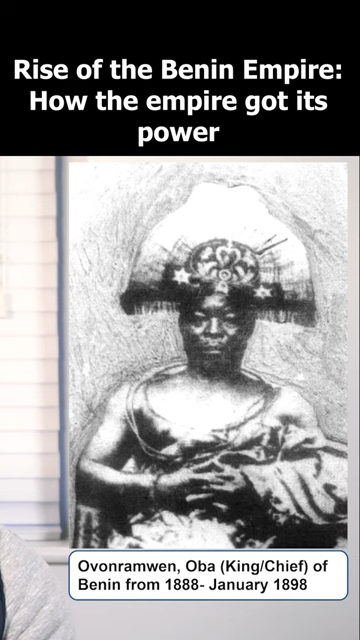 Rise of the Benin Empire:
How the empire got its
power
Ovonramwen, Oba (King/Chief) of
Benin from 1888- January 1898